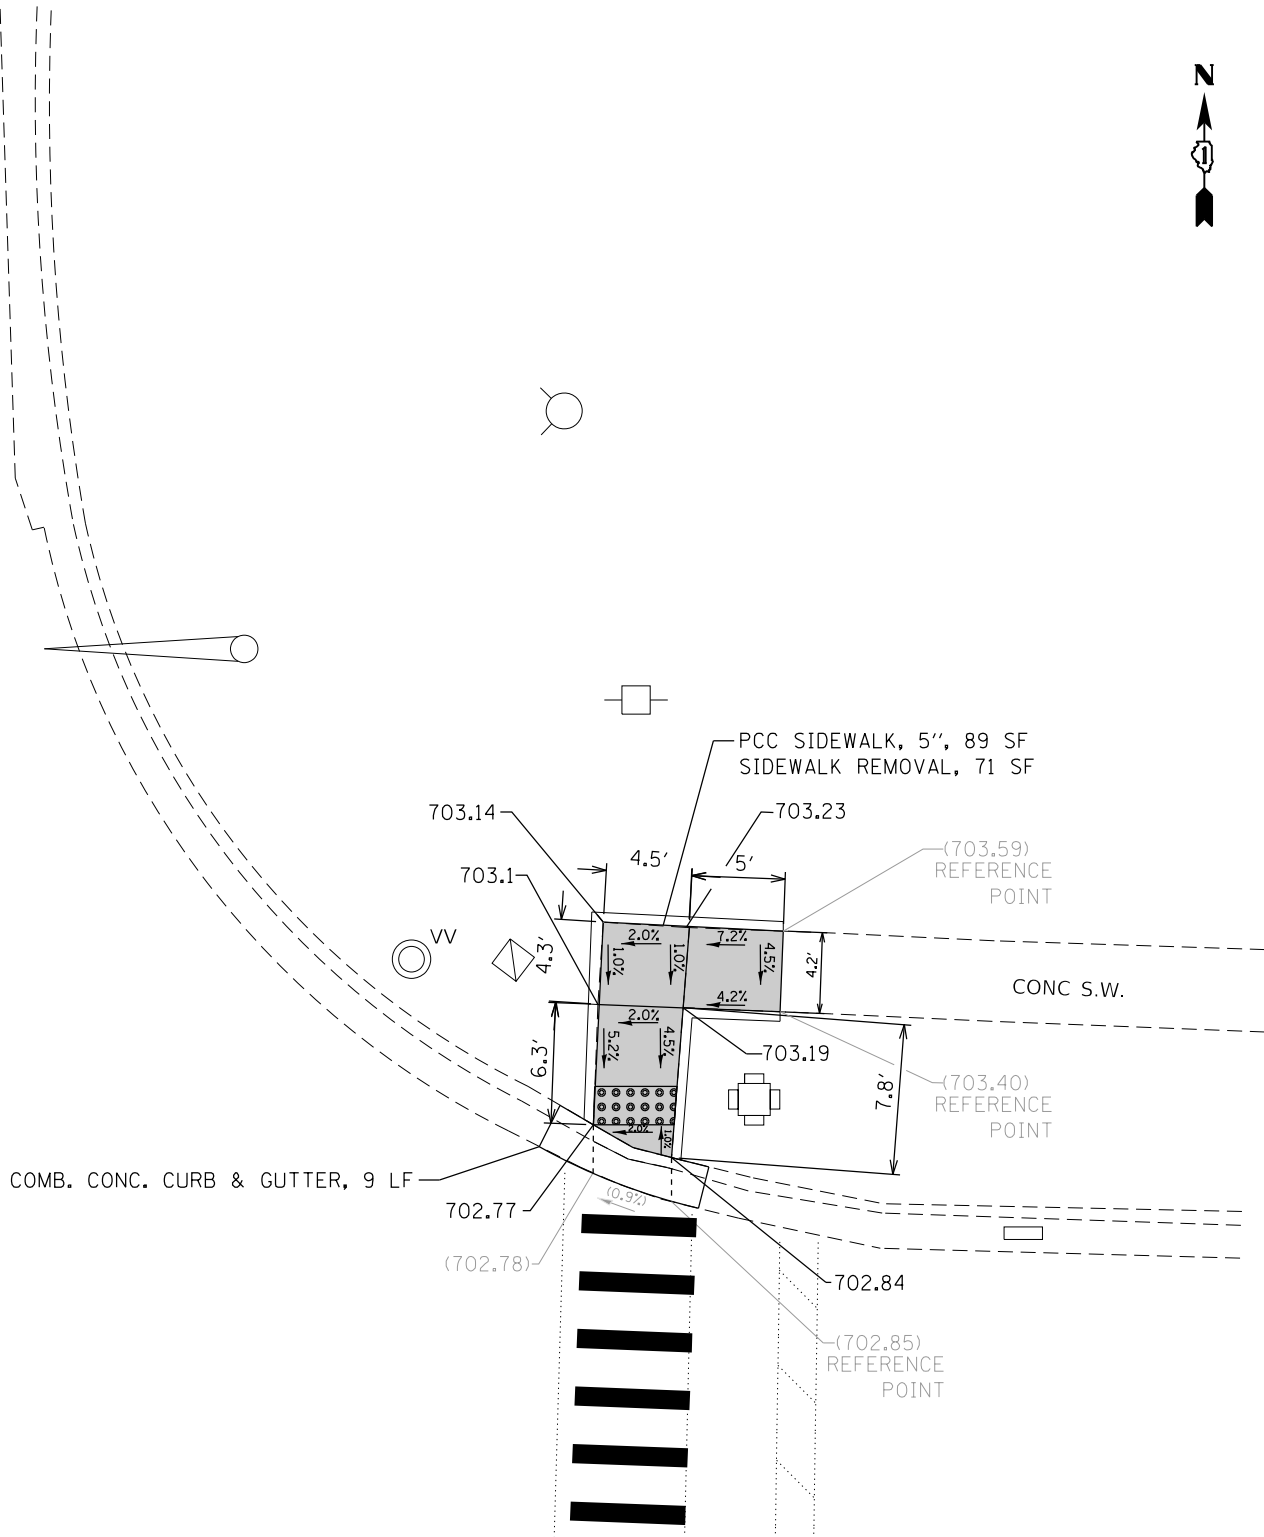 N
1
PCC SIDEWALK, 5'', 89 SF
SIDEWALK REMOVAL, 71 SF
703.14
703.23
4.5'
5'
(703.59)
REFERENCE
POINT
703.1
VV
4.3'
2.0%
7.2%
1.0%
1.0%
4.5%
4.2'
CONC S.W.
4.2%
2.0%
6.3'
5.2%
4.5%
703.19
(703.40)
REFERENCE
POINT
7.8'
2.0%
1.0%
COMB. CONC. CURB & GUTTER, 9 LF
702.77
(0.9%)
(702.78)
702.84
(702.85)
REFERENCE
POINT